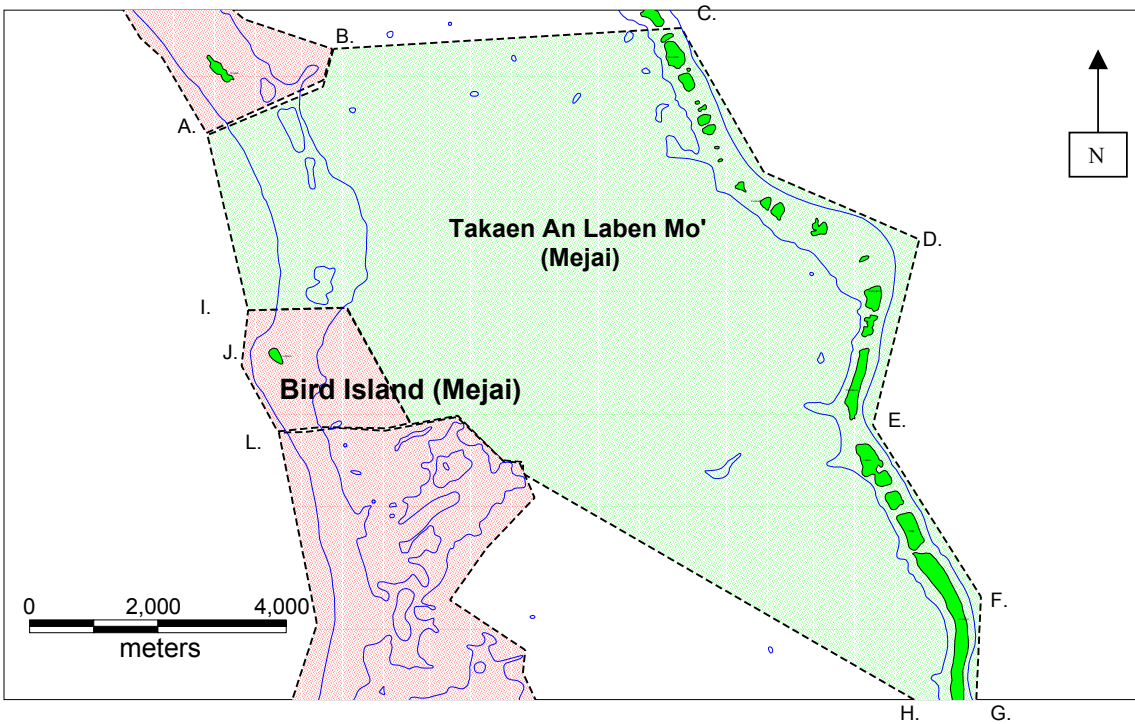 C.
B.
A.
N
Takaen An Laben Mo'
(Mejai)
D.
I.
J.
Bird Island (Mejai)
E.
L.
F.
0 2,000 4,000
meters
H.
G.